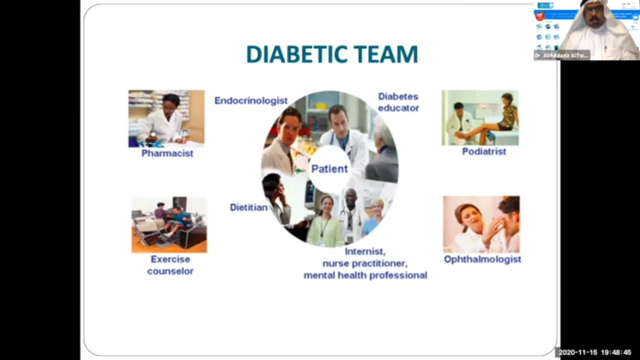 DIABETIC TEAM
Endocrinologist
Diabetes
educator
Pharmacist
Patient
Podiatrist
Dietitian
Exercise
counselor
Internist,
nurse practitioner,
mental health professional
Ophthalmologist
2020-11-15 19:48:45